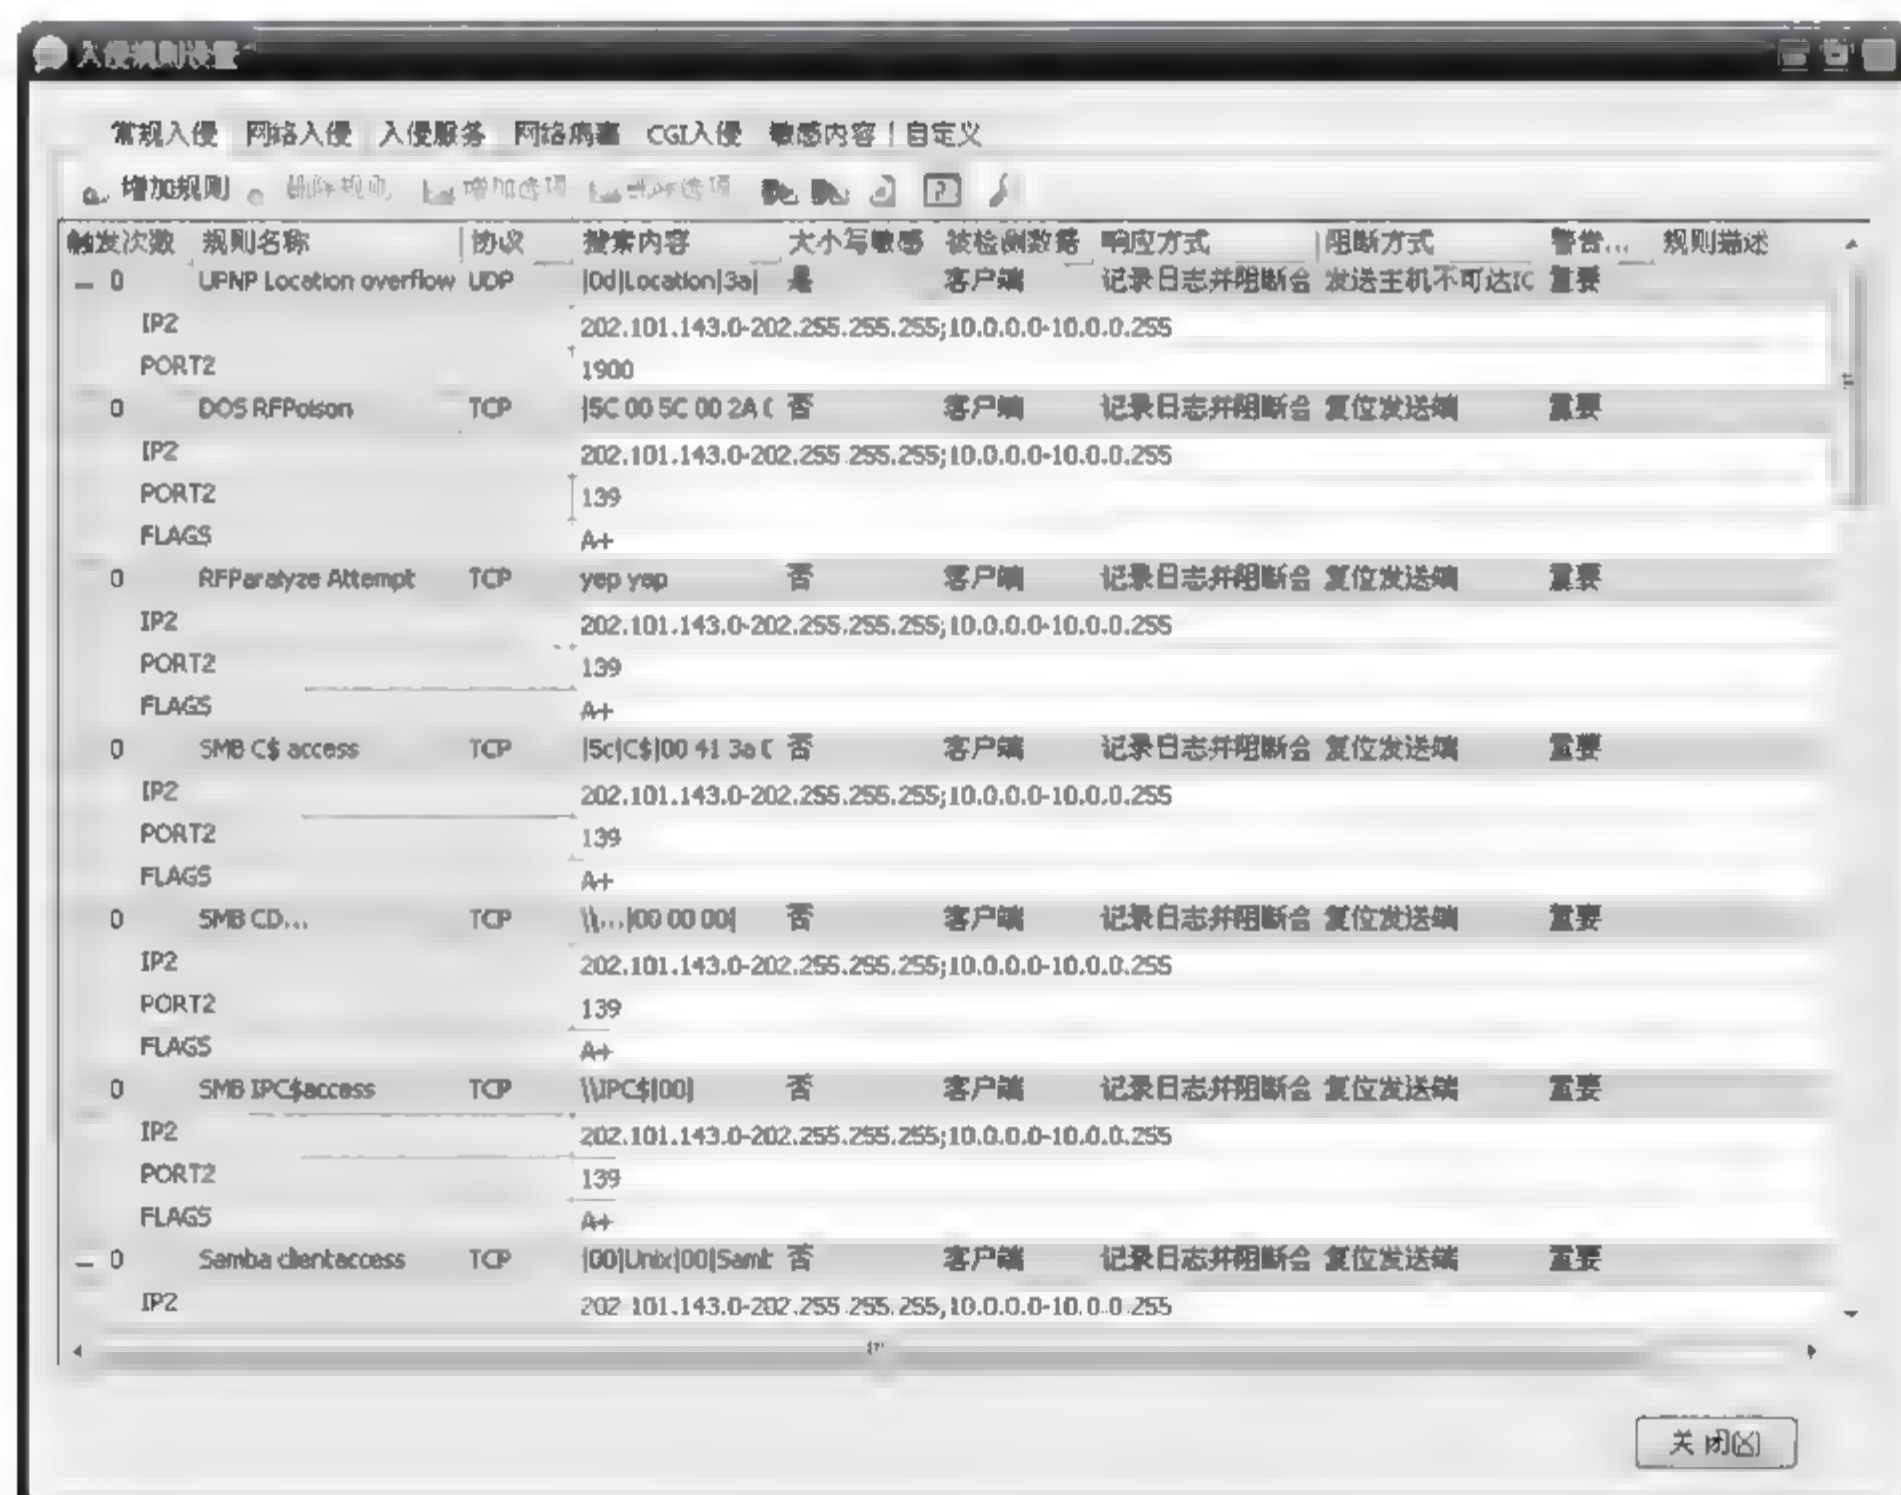 入侵规则设置
常规入侵 网络入侵 入侵服务 网络病毒 CGI入侵 敏感内容 自定义
增加规则 删除规则 增加选项 删除选项
触发次数 规则名称 协议 搜索内容 大小写敏感 被检测数据 响应方式 阻断方式 警告... 规则描述
0 UPNP Location overflow UDP |0d|Location|3a| 是 客户端 记录日志并阻断会 发送主机不可达IC 重要
IP2 202.101.143.0-202.255.255.255;10.0.0.0-10.0.0.255
PORT2 1900
0 DOS RFPoison TCP |5C 00 5C 00 2A 否 客户端 记录日志并阻断会 复位发送端 重要
IP2 202.101.143.0-202.255.255.255;10.0.0.0-10.0.0.255
PORT2 139
FLAGS A+
0 RFParalyze Attempt TCP yep yep 否 客户端 记录日志并阻断会 复位发送端 重要
IP2 202.101.143.0-202.255.255.255;10.0.0.0-10.0.0.255
PORT2 139
FLAGS A+
0 SMB C$ access TCP |5c|C$|00 41 3a 否 客户端 记录日志并阻断会 复位发送端 重要
IP2 202.101.143.0-202.255.255.255;10.0.0.0-10.0.0.255
PORT2 139
FLAGS A+
0 SMB CD... TCP \\...|00 00 00| 否 客户端 记录日志并阻断会 复位发送端 重要
IP2 202.101.143.0-202.255.255.255;10.0.0.0-10.0.0.255
PORT2 139
FLAGS A+
0 SMB IPC$access TCP \\IPC$|00| 否 客户端 记录日志并阻断会 复位发送端 重要
IP2 202.101.143.0-202.255.255.255;10.0.0.0-10.0.0.255
PORT2 139
FLAGS A+
0 Samba clientaccess TCP |00|Unix|00|Samb 否 客户端 记录日志并阻断会 复位发送端 重要
IP2 202.101.143.0-202.255.255.255;10.0.0.0-10.0.0.255
关 闭(X)